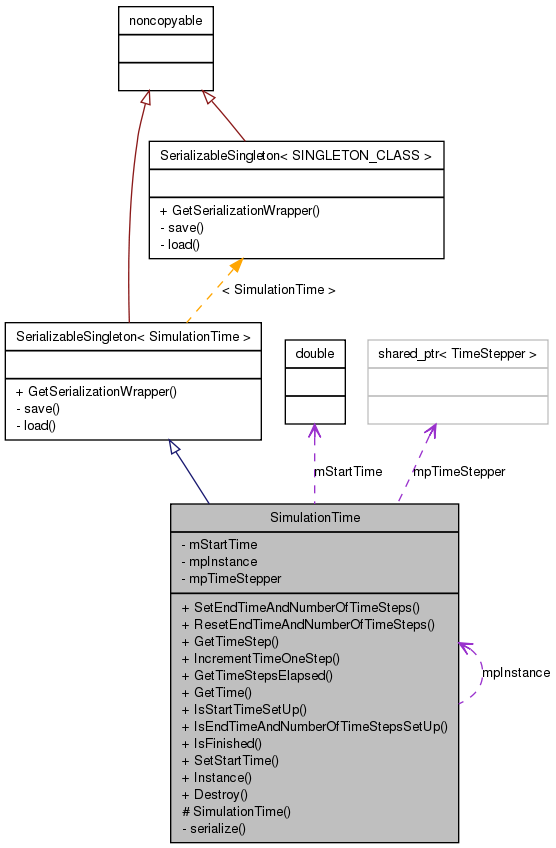 noncopyable
SerializableSingleton< SINGLETON_CLASS >
+ GetSerializationWrapper()
- save()
- load()
< SimulationTime >
SerializableSingleton< SimulationTime >
+ GetSerializationWrapper()
- save()
- load()
double
shared_ptr< TimeStepper >
mStartTime
mpTimeStepper
SimulationTime
- mStartTime
- mpInstance
- mpTimeStepper
+ SetEndTimeAndNumberOfTimeSteps()
+ ResetEndTimeAndNumberOfTimeSteps()
+ GetTimeStep()
+ IncrementTimeOneStep()
+ GetTimeStepsElapsed()
+ GetTime()
+ IsStartTimeSetUp()
+ IsEndTimeAndNumberOfTimeStepsSetUp()
+ IsFinished()
+ SetStartTime()
+ Instance()
+ Destroy()
# SimulationTime()
- serialize()
mpInstance